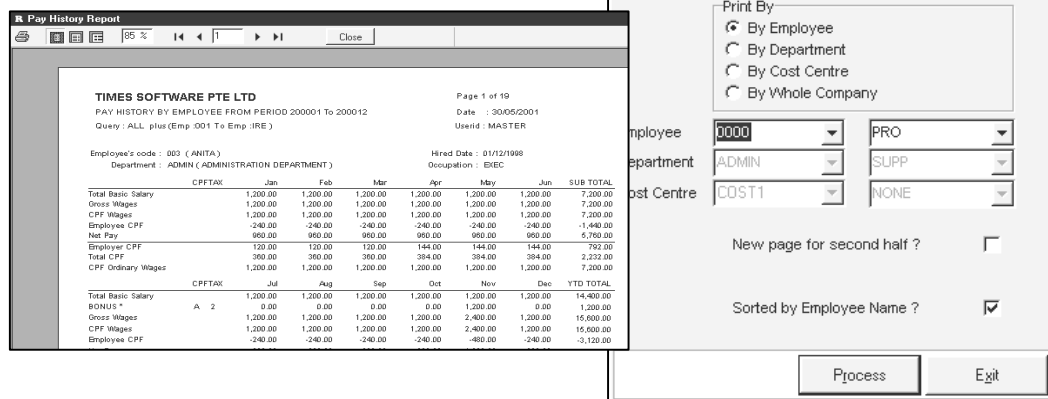 Pay History Report
85 %
1
Close
TIMES SOFTWARE PTE LTD Page 1 of 19
PAY HISTORY BY EMPLOYEE FROM PERIOD 200001 To 200012 Date : 30/05/2001
Query : ALL plus (Emp :001 To Emp :IRE ) Userid : MASTER
Employee's code : 003 ( ANITA ) Hired Date : 01/12/1998
Department : ADMIN ( ADMINISTRATION DEPARTMENT ) Occupation : EXEC
CPFTAX Jan Feb Mar Apr May Jun SUB TOTAL
Total Basic Salary 1,200.00 1,200.00 1,200.00 1,200.00 1,200.00 1,200.00 7,200.00
Gross Wages 1,200.00 1,200.00 1,200.00 1,200.00 1,200.00 1,200.00 7,200.00
CPF Wages 1,200.00 1,200.00 1,200.00 1,200.00 1,200.00 1,200.00 7,200.00
Employee CPF -240.00 -240.00 -240.00 -240.00 -240.00 -240.00 -1,440.00
Net Pay 960.00 960.00 960.00 960.00 960.00 960.00 5,760.00
Employer CPF 120.00 120.00 120.00 144.00 144.00 144.00 792.00
Total CPF 360.00 360.00 360.00 384.00 384.00 384.00 2,232.00
CPF Ordinary Wages 1,200.00 1,200.00 1,200.00 1,200.00 1,200.00 1,200.00 7,200.00
CPFTAX Jul Aug Sep Oct Nov Dec YTD TOTAL
Total Basic Salary 1,200.00 1,200.00 1,200.00 1,200.00 1,200.00 1,200.00 14,400.00
BONUS * A 2 0.00 0.00 0.00 0.00 1,200.00 0.00 1,200.00
Gross Wages 1,200.00 1,200.00 1,200.00 1,200.00 2,400.00 1,200.00 15,600.00
CPF Wages 1,200.00 1,200.00 1,200.00 1,200.00 2,400.00 1,200.00 15,600.00
Employee CPF -240.00 -240.00 -240.00 -240.00 -480.00 -240.00 -3,120.00
Print By
By Employee
By Department
By Cost Centre
By Whole Company
mployee 0000 PRO
epartment ADMIN SUPP
ost Centre COST1 NONE
New page for second half ?
Sorted by Employee Name ?
Process Exit